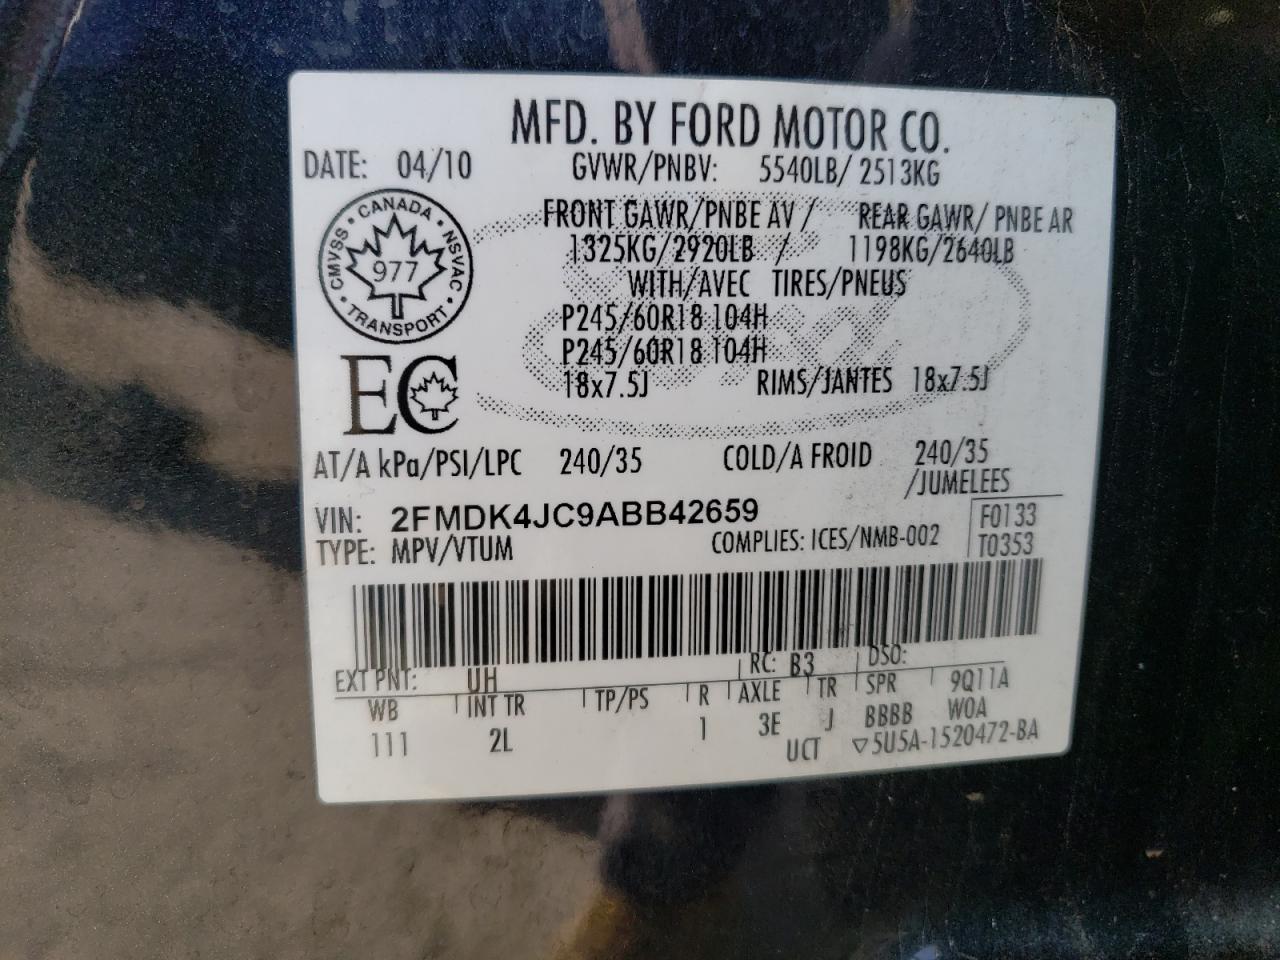 MFD. BY FORD MOTOR CO.
DATE: 04/10 GVWR/PNBV: 5540LB/ 2513KG
CMVSS · CANADA · NSVAC · TRANSPORT
977
FRONT GAWR/PNBE AV / REAR GAWR/ PNBE AR
1325KG/2920LB / 1198KG/2640LB
WITH/AVEC TIRES/PNEUS
P245/60R18 104H
P245/60R18 104H
18x7.5J RIMS/JANTES 18x7.5J
EC
AT/A kPa/PSI/LPC 240/35 COLD/A FROID 240/35
/JUMELEES
VIN: 2FMDK4JC9ABB42659 F0133
TYPE: MPV/VTUM COMPLIES: ICES/NMB-002 T0353
EXT PNT: UH RC: B3 DSO:
WB INT TR TP/PS R AXLE TR SPR 9Q11A
111 2L 1 3E J BBBB W0A
UCT ▽5U5A-1520472-BA